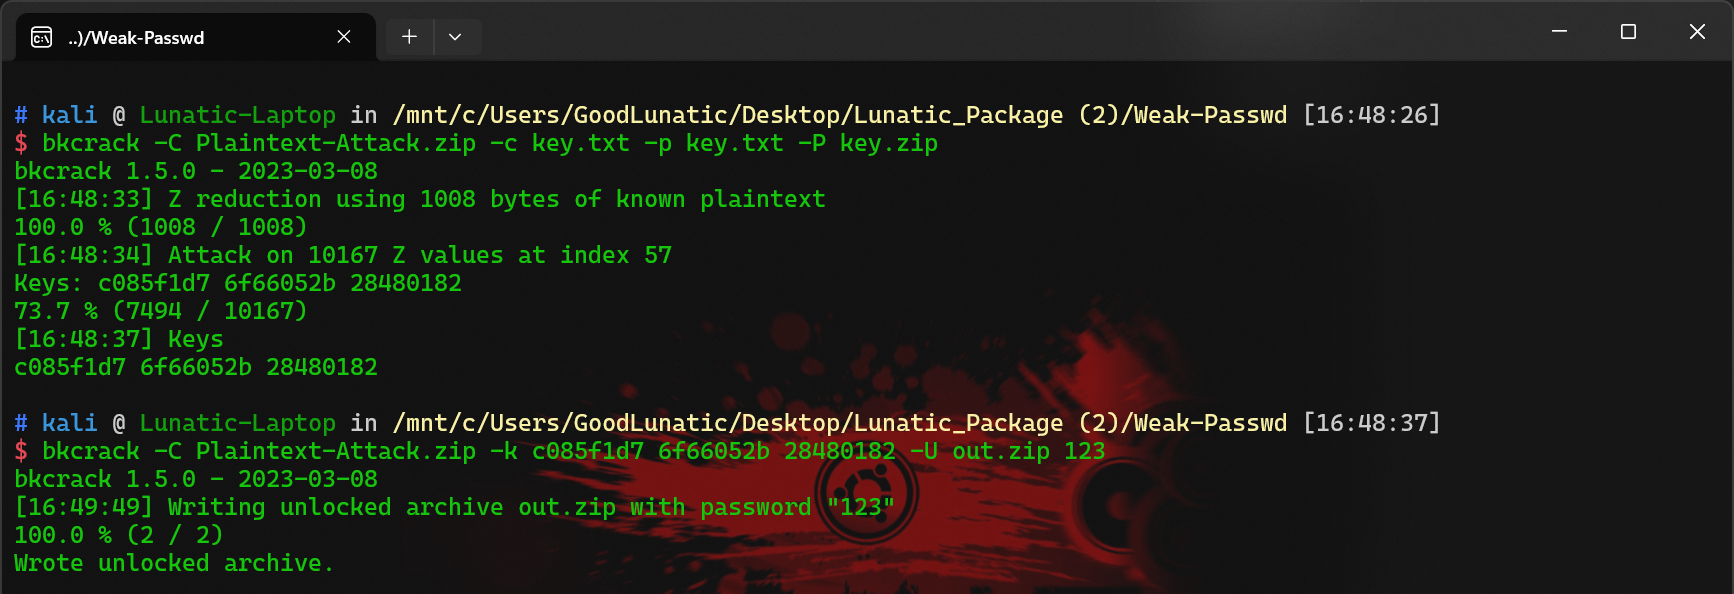 ..)/Weak-Passwd
# kali @ Lunatic-Laptop in /mnt/c/Users/GoodLunatic/Desktop/Lunatic_Package (2)/Weak-Passwd [16:48:26]
$ bkcrack -C Plaintext-Attack.zip -c key.txt -p key.txt -P key.zip
bkcrack 1.5.0 - 2023-03-08
[16:48:33] Z reduction using 1008 bytes of known plaintext
100.0 % (1008 / 1008)
[16:48:34] Attack on 10167 Z values at index 57
Keys: c085f1d7 6f66052b 28480182
73.7 % (7494 / 10167)
[16:48:37] Keys
c085f1d7 6f66052b 28480182
# kali @ Lunatic-Laptop in /mnt/c/Users/GoodLunatic/Desktop/Lunatic_Package (2)/Weak-Passwd [16:48:37]
$ bkcrack -C Plaintext-Attack.zip -k c085f1d7 6f66052b 28480182 -U out.zip 123
bkcrack 1.5.0 - 2023-03-08
[16:49:49] Writing unlocked archive out.zip with password "123"
100.0 % (2 / 2)
Wrote unlocked archive.